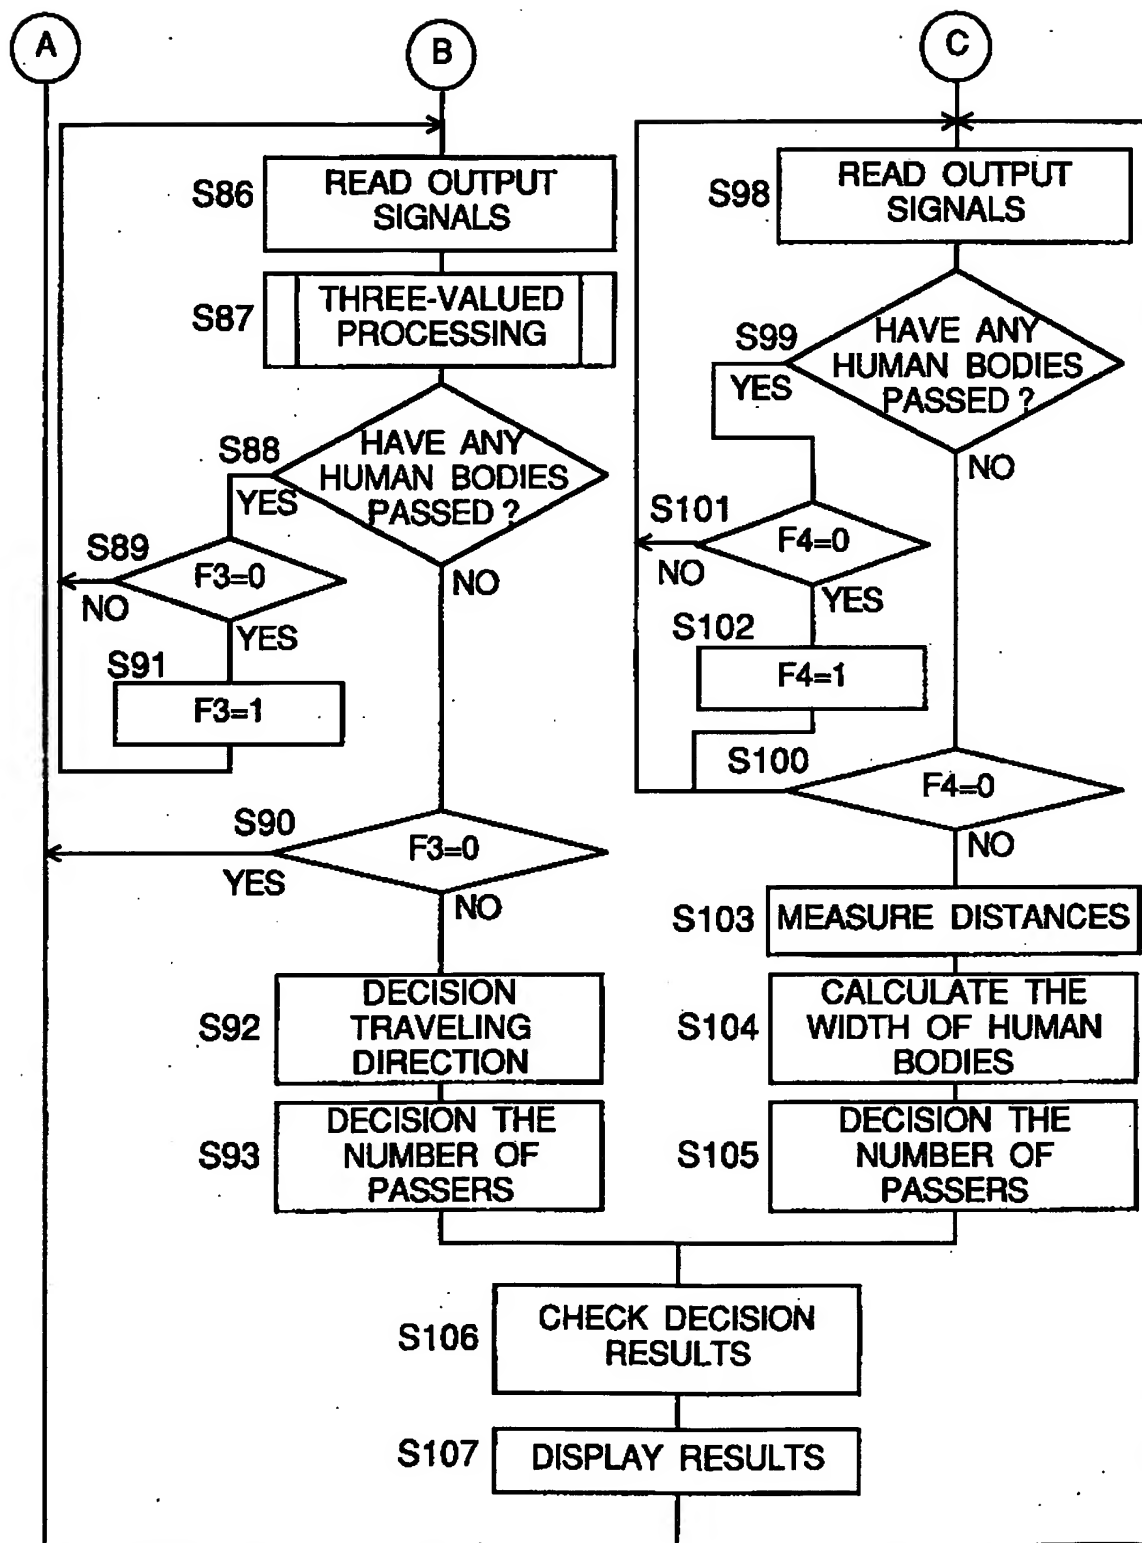 A
B
C
S86
READ OUTPUT
SIGNALS
S87
THREE-VALUED
PROCESSING
S88
HAVE ANY
HUMAN BODIES
PASSED ?
YES
NO
S89
F3=0
NO
YES
S91
F3=1
S90
F3=0
YES
NO
S92
DECISION
TRAVELING
DIRECTION
S93
DECISION THE
NUMBER OF
PASSERS
S98
READ OUTPUT
SIGNALS
S99
HAVE ANY
HUMAN BODIES
PASSED ?
YES
NO
S101
F4=0
NO
YES
S102
F4=1
S100
F4=0
NO
S103
MEASURE DISTANCES
S104
CALCULATE THE
WIDTH OF HUMAN
BODIES
S105
DECISION THE
NUMBER OF
PASSERS
S106
CHECK DECISION
RESULTS
S107
DISPLAY RESULTS